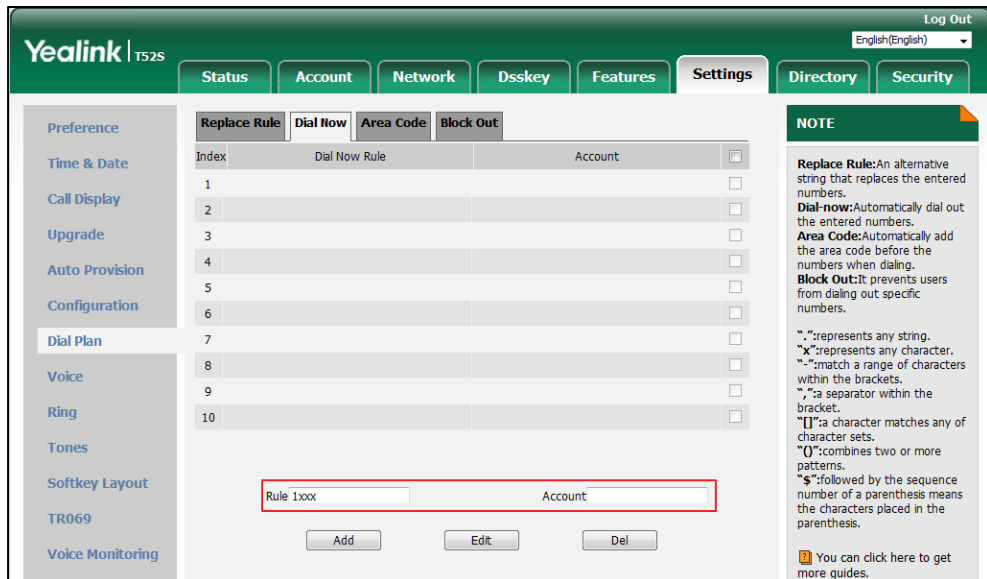 Log Out
Yealink | T52S
English(English)
Status Account Network Dsskey Features Settings Directory Security
Preference
Time & Date
Call Display
Upgrade
Auto Provision
Configuration
Dial Plan
Voice
Ring
Tones
Softkey Layout
TR069
Voice Monitoring
Replace Rule Dial Now Area Code Block Out
Index Dial Now Rule Account
1
2
3
4
5
6
7
8
9
10
Rule 1xxx Account
Add Edit Del
NOTE
Replace Rule:An alternative
string that replaces the entered
numbers.
Dial-now:Automatically dial out
the entered numbers.
Area Code:Automatically add
the area code before the
numbers when dialing.
Block Out:It prevents users
from dialing out specific
numbers.
".":represents any string.
"x":represents any character.
"-":match a range of characters
within the brackets.
",":a separator within the
bracket.
"[]":a character matches any of
character sets.
"()":combines two or more
patterns.
"$":followed by the sequence
number of a parenthesis means
the characters placed in the
parenthesis.
You can click here to get
more guides.